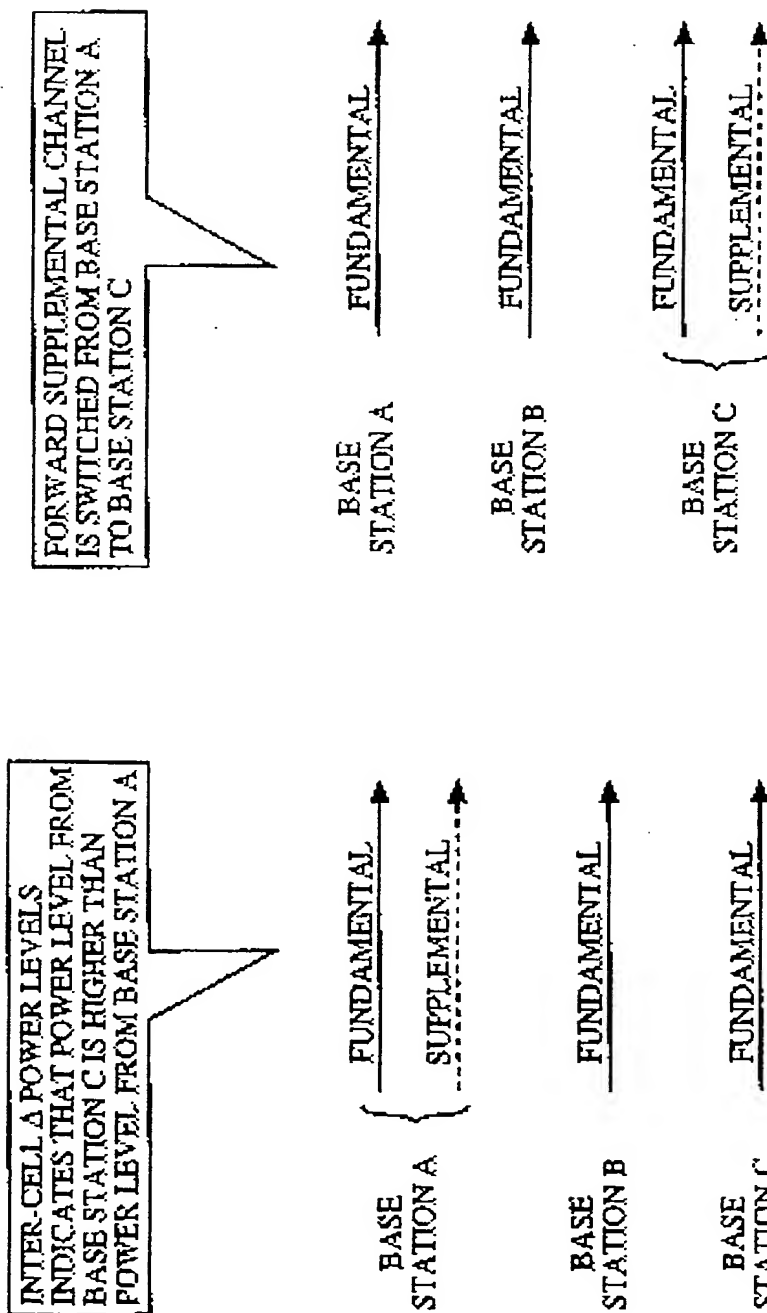 INTER-CELL Δ POWER LEVELS
INDICATES THAT POWER LEVEL FROM
BASE STATION C IS HIGHER THAN
POWER LEVEL FROM BASE STATION A
BASE
STATION A
FUNDAMENTAL
SUPPLEMENTAL
BASE
STATION B
FUNDAMENTAL
BASE
STATION C
FUNDAMENTAL
FORWARD SUPPLEMENTAL CHANNEL
IS SWITCHED FROM BASE STATION A
TO BASE STATION C
BASE
STATION A
FUNDAMENTAL
BASE
STATION B
FUNDAMENTAL
BASE
STATION C
FUNDAMENTAL
SUPPLEMENTAL